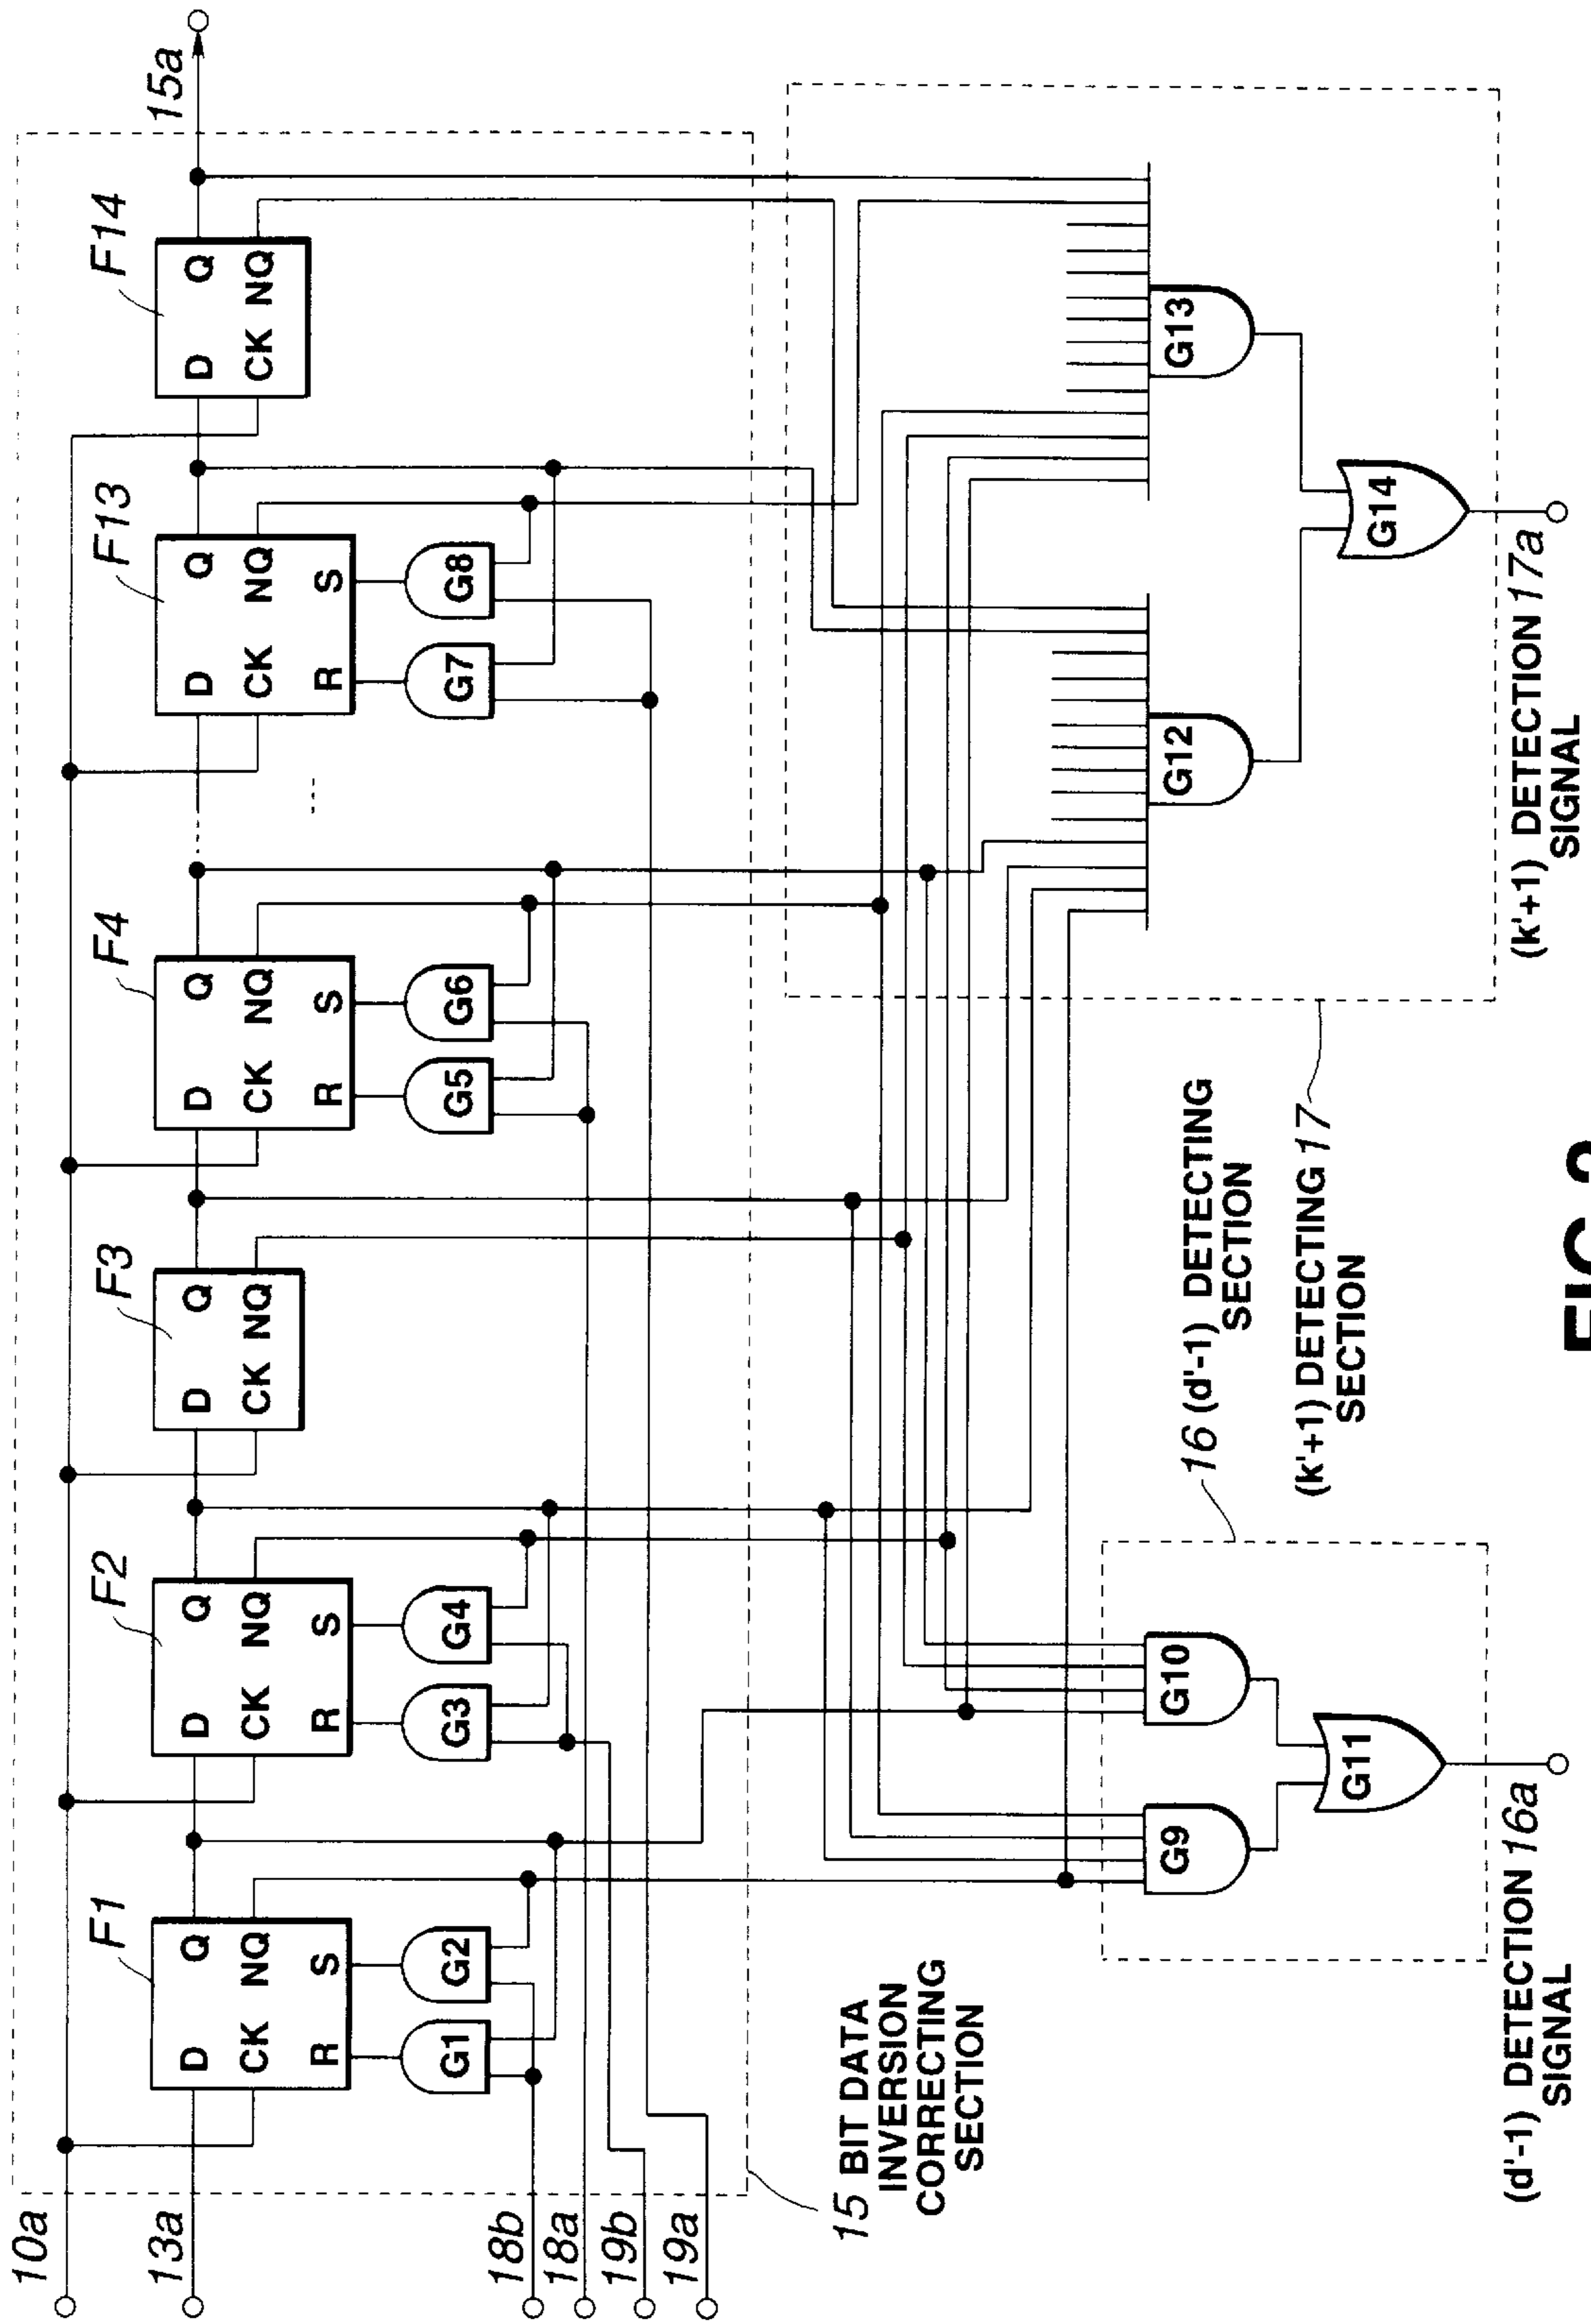 10a
13a
18b
18a
19b
19a
15a
F1
D Q
CK NQ
R S
G1
G2
F2
D Q
CK NQ
R S
G3
G4
F3
D Q
CK NQ
F4
D Q
CK NQ
R S
G5
G6
F13
D Q
CK NQ
R S
G7
G8
F14
D Q
CK NQ
15 BIT DATA
INVERSION
CORRECTING
SECTION
G9
G10
G11
16 (d'-1) DETECTING
SECTION
(d'-1) DETECTION 16a
SIGNAL
(k'+1) DETECTING 17
SECTION
G12
G13
G14
(k'+1) DETECTION 17a
SIGNAL